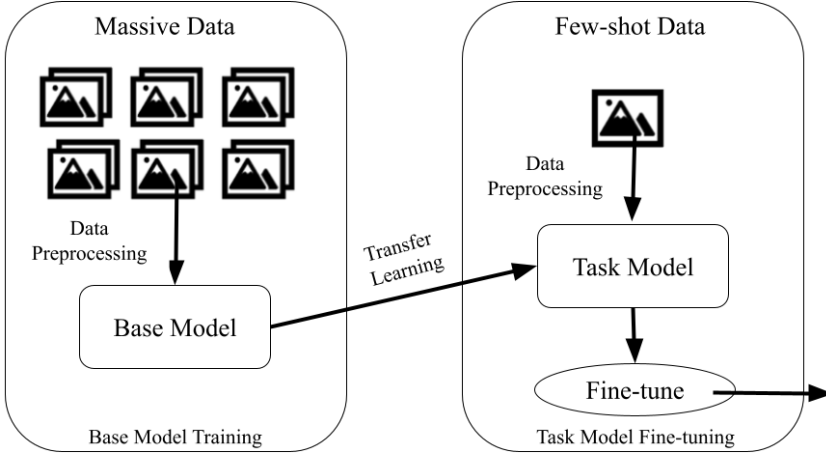 Massive Data
Data
Preprocessing
Base Model
Base Model Training
Transfer
Learning
Few-shot Data
Data
Preprocessing
Task Model
Fine-tune
Task Model Fine-tuning